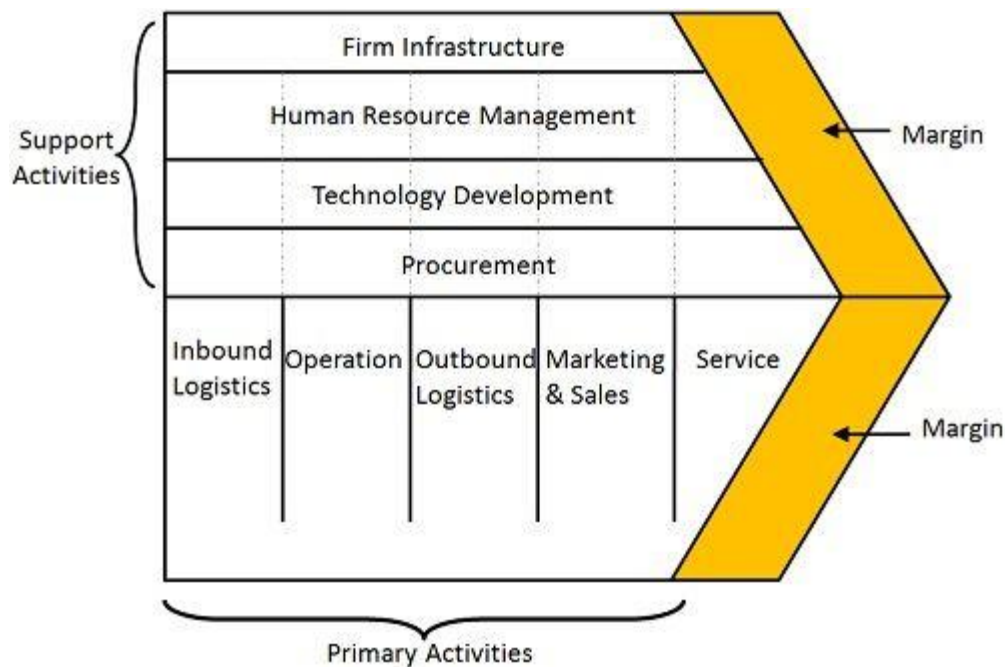 Firm Infrastructure
Human Resource Management
Support
Activities
Margin
Technology Development
Procurement
Inbound
Logistics
Operation
Outbound
Logistics
Marketing
& Sales
Service
Margin
Primary Activities